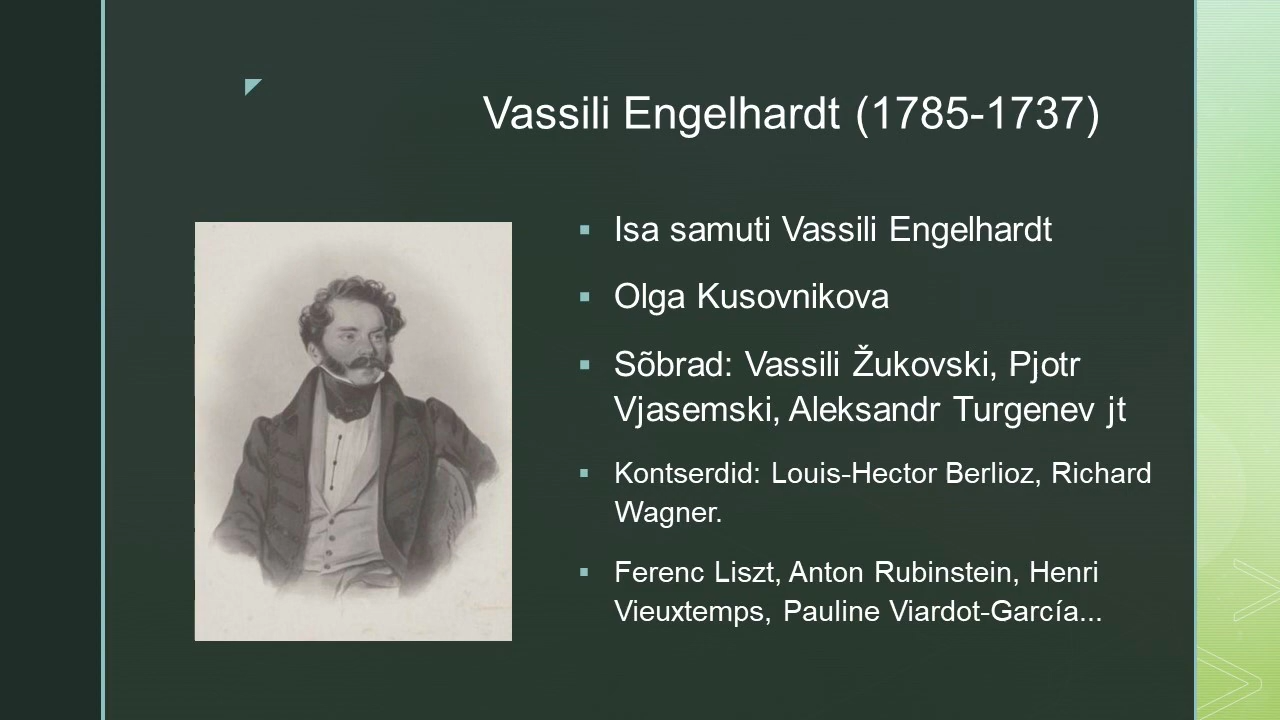 Vassili Engelhardt (1785-1737)
Isa samuti Vassili Engelhardt
Olga Kusovnikova
Sõbrad: Vassili Žukovski, Pjotr
Vjasemski, Aleksandr Turgenev jt
Kontserdid: Louis-Hector Berlioz, Richard
Wagner.
Ferenc Liszt, Anton Rubinstein, Henri
Vieuxtemps, Pauline Viardot-García...